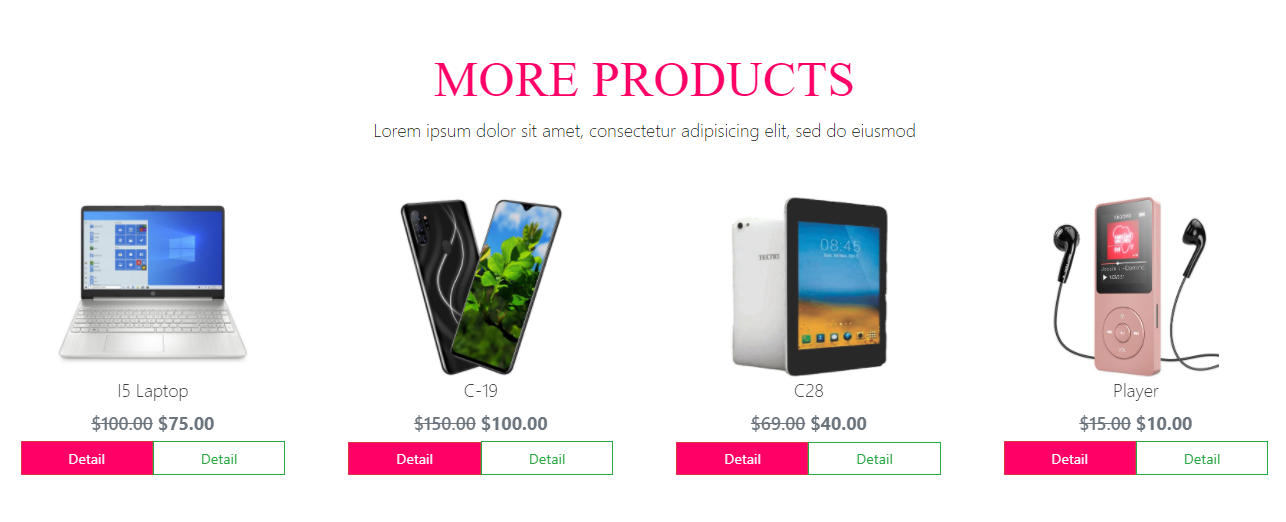 MORE PRODUCTS
Lorem ipsum dolor sit amet, consectetur adipisicing elit, sed do eiusmod
08:45
I5 Laptop
C-19
C28
Player
$100.00 $75.00
$150.00 $100.00
$69.00 $40.00
$15.00 $10.00
Detail Detail
Detail Detail
Detail Detail
Detail Detail